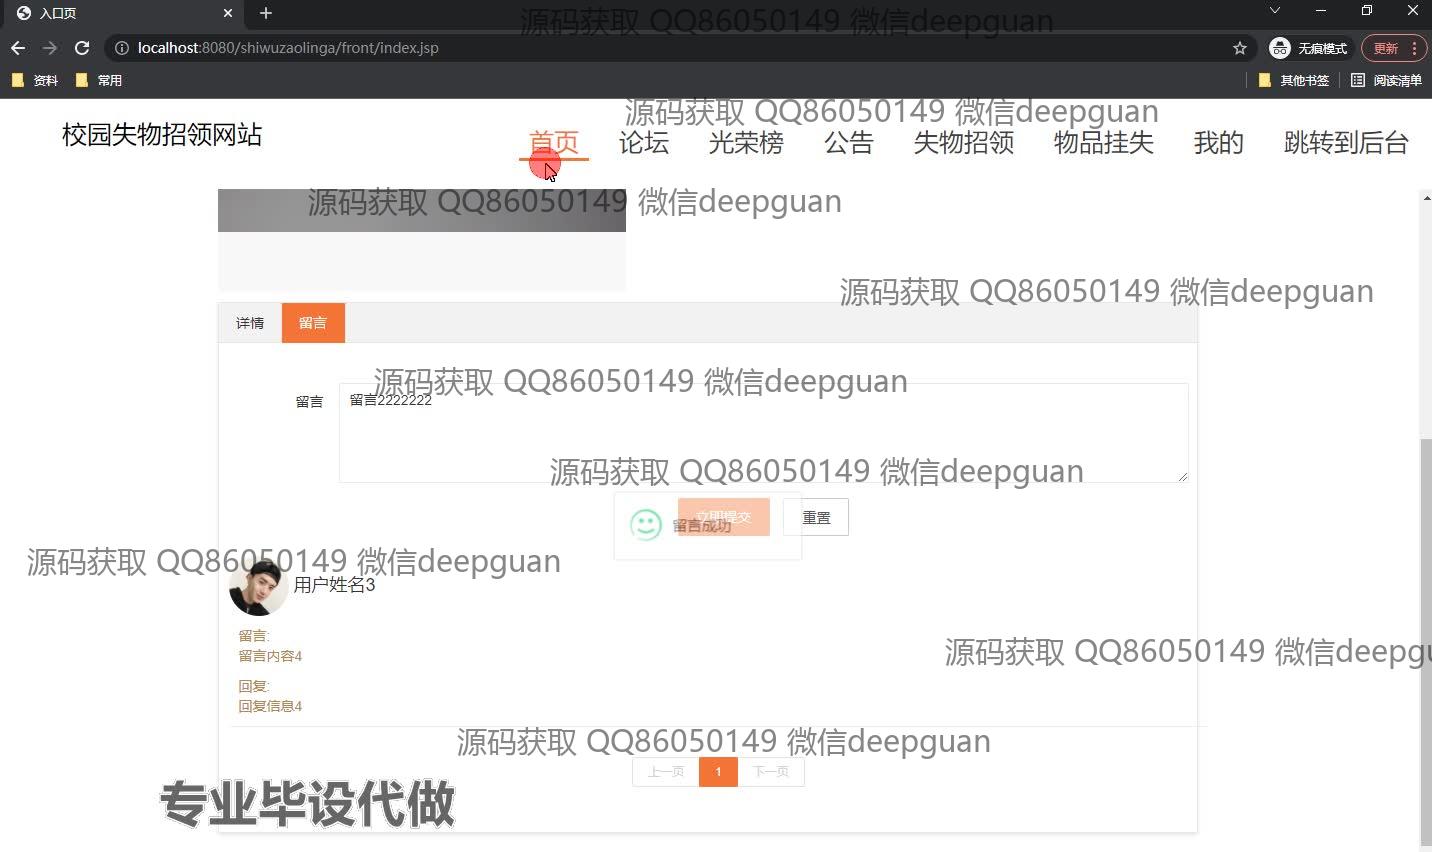 入口页
源码获取 QQ86050149 微信deepguan
localhost:8080/shiwuzaolinga/front/index.jsp
无痕模式
更新
资料
常用
其他书签
阅读清单
源码获取 QQ86050149 微信deepguan
校园失物招领网站
首页
论坛
光荣榜
公告
失物招领
物品挂失
我的
跳转到后台
源码获取 QQ86050149 微信deepguan
源码获取 QQ86050149 微信deepguan
详情
留言
源码获取 QQ86050149 微信deepguan
留言
留言2222222
源码获取 QQ86050149 微信deepguan
立即提交
重置
留言成功
源码获取 QQ86050149 微信deepguan
用户姓名3
留言:
留言内容4
源码获取 QQ86050149 微信deepgu
回复:
回复信息4
源码获取 QQ86050149 微信deepguan
上一页
1
下一页
专业毕设代做